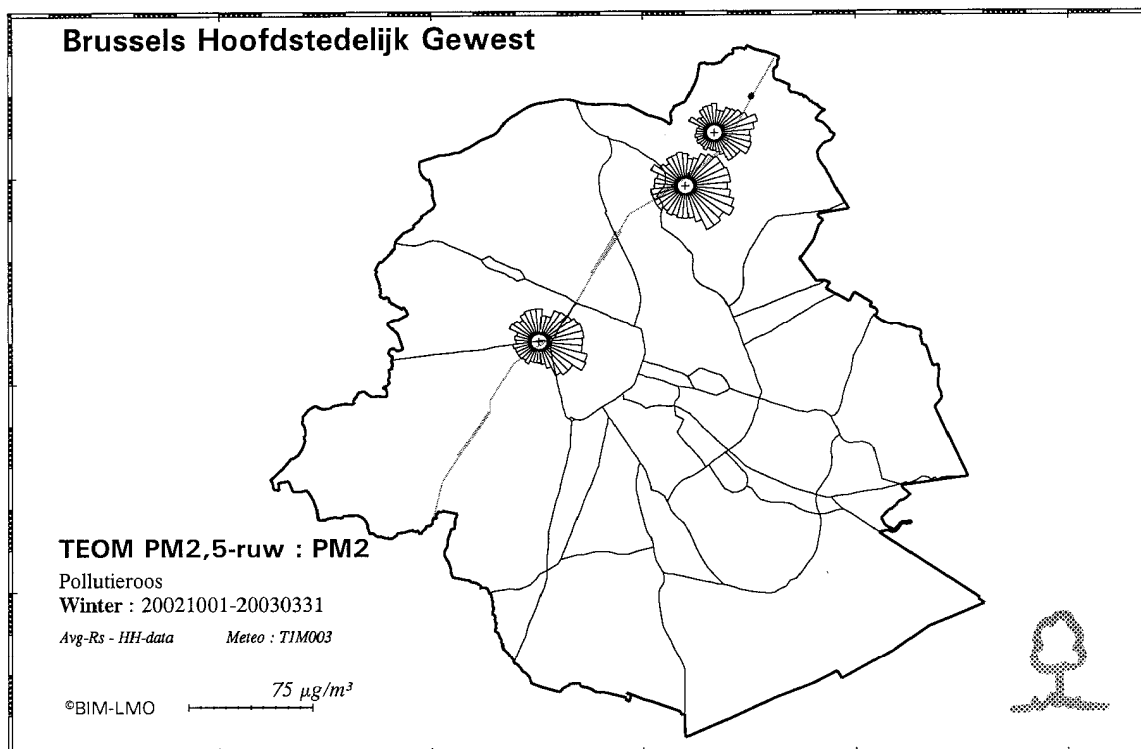 Brussels Hoofdstedelijk Gewest
TEOM PM2,5-ruw : PM2
Pollutieroos
Winter : 20021001-20030331
Avg-Rs - HH-data Meteo : TIM003
75 µg/m³
©BIM-LMO